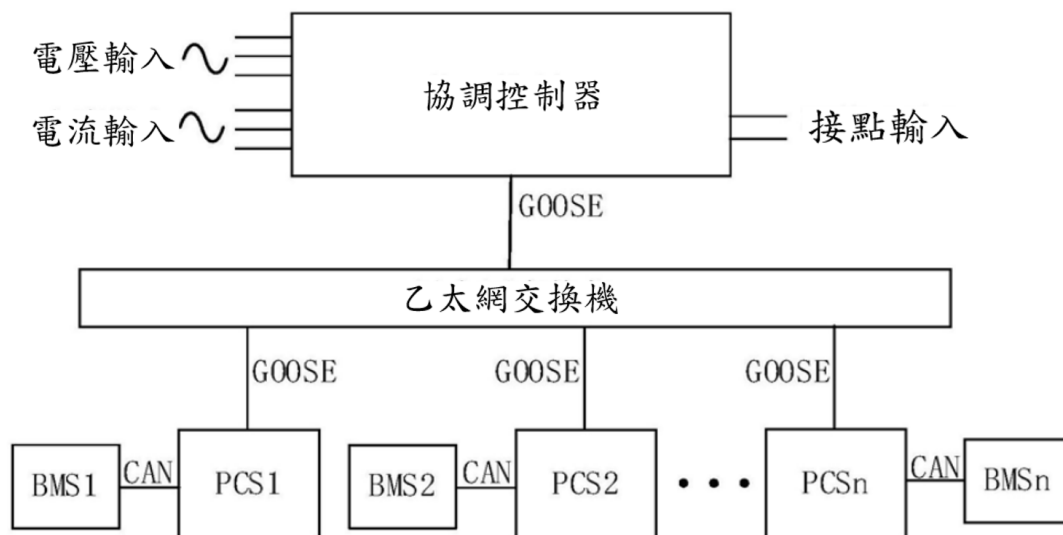 電壓輸入
電流輸入
協調控制器
接點輸入
GOOSE
乙太網交換機
GOOSE
GOOSE
GOOSE
BMS1
CAN
PCS1
BMS2
CAN
PCS2
PCSn
CAN
BMSn